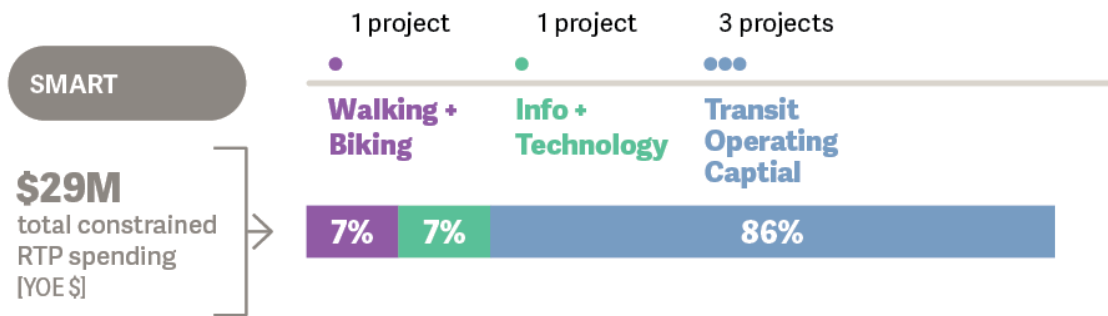 1 project 1 project 3 projects
SMART
Walking + Info + Transit
Biking Technology Operating
Captial
$29M
total constrained
RTP spending
[YOE $]
7% 7% 86%